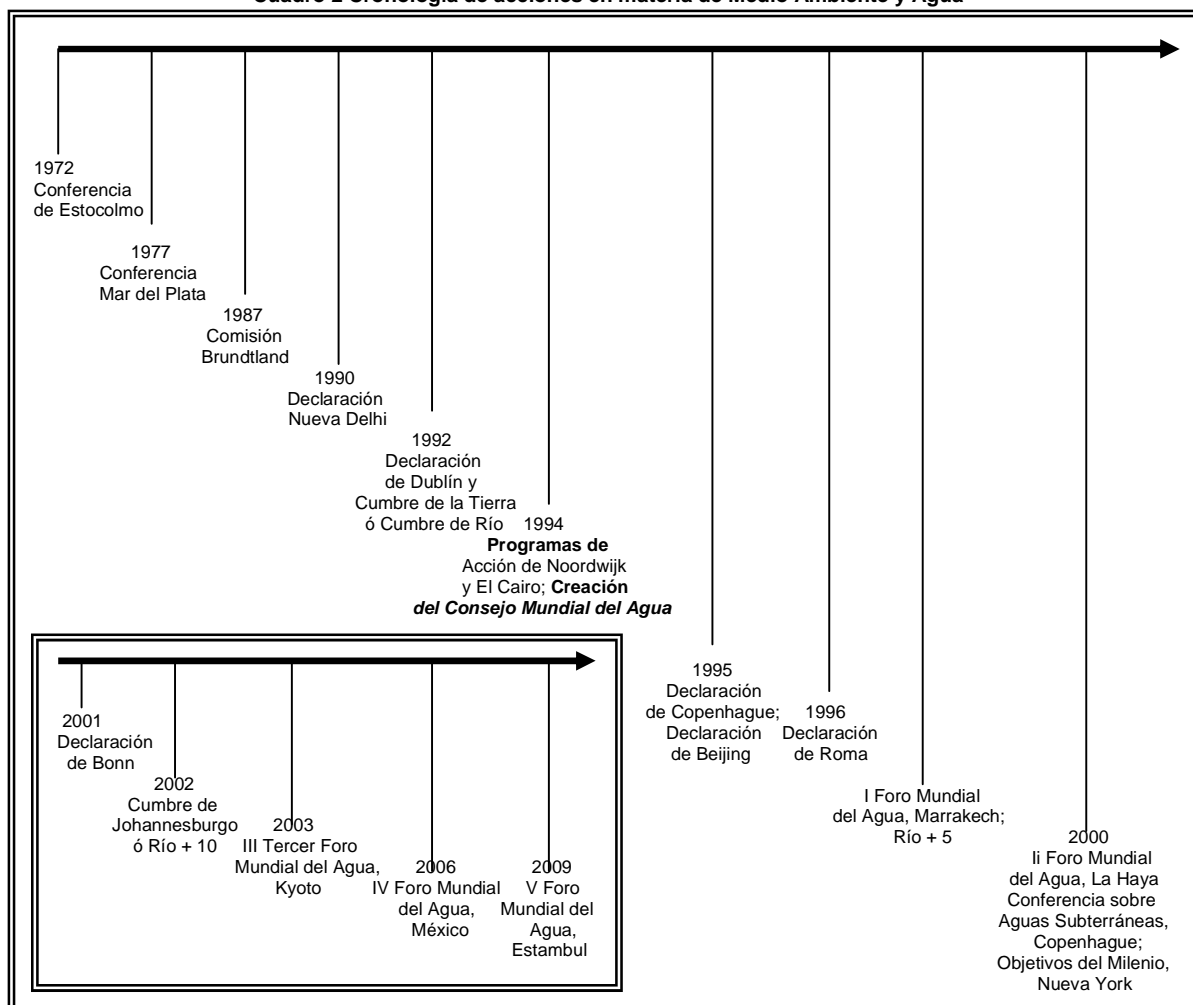 Cuadro 2 Cronología de acciones en materia de Medio Ambiente y Agua
1972
Conferencia
de Estocolmo
1977
Conferencia
Mar del Plata
1987
Comisión
Brundtland
1990
Declaración
Nueva Delhi
1992
Declaración
de Dublín y
Cumbre de la Tierra
ó Cumbre de Río
1994
Programas de
Acción de Noordwijk
y El Cairo; Creación
del Consejo Mundial del Agua
1995
Declaración
de Copenhague;
Declaración
de Beijing
1996
Declaración
de Roma
I Foro Mundial
del Agua, Marrakech;
Río + 5
2000
Ii Foro Mundial
del Agua, La Haya
Conferencia sobre
Aguas Subterráneas,
Copenhague;
Objetivos del Milenio,
Nueva York
2001
Declaración
de Bonn
2002
Cumbre de
Johannesburgo
ó Río + 10
2003
III Tercer Foro
Mundial del Agua,
Kyoto
2006
IV Foro Mundial
del Agua,
México
2009
V Foro
Mundial del
Agua,
Estambul